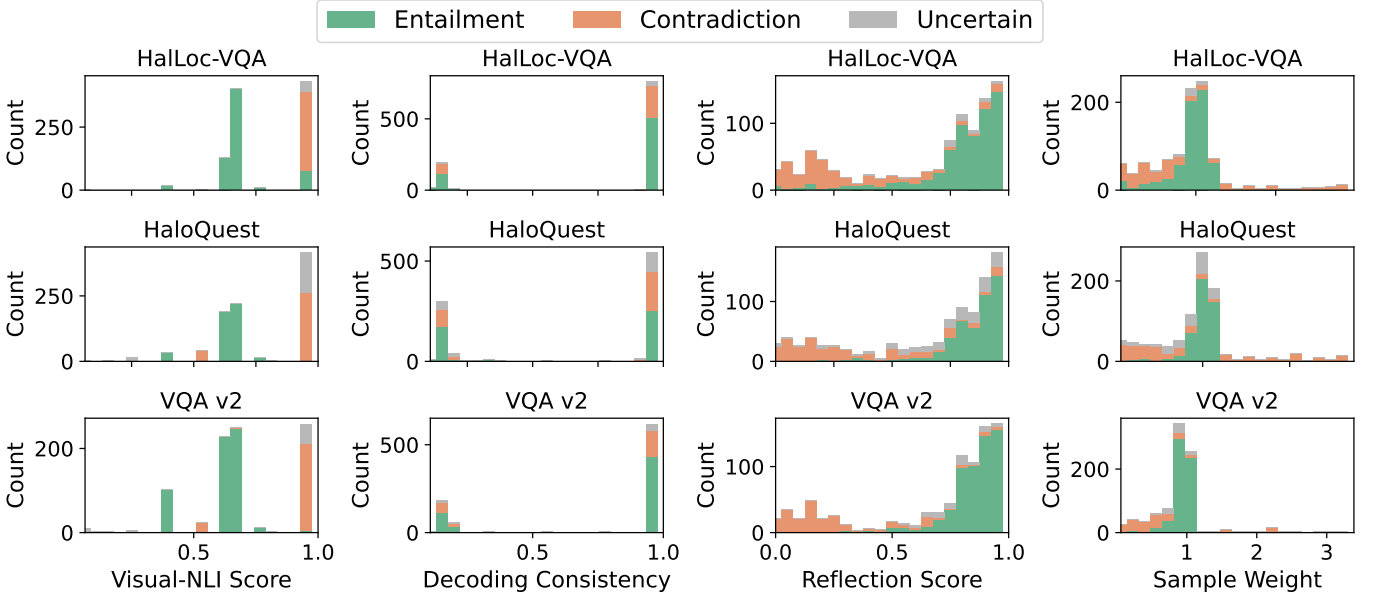 Entailment Contradiction Uncertain
HalLoc-VQA HalLoc-VQA HalLoc-VQA HalLoc-VQA
Count 250 0 Count 500 0 Count 100 0 Count 200 0
HaloQuest HaloQuest HaloQuest HaloQuest
Count 250 0 Count 500 0 Count 100 0 Count 200 0
VQA v2 VQA v2 VQA v2 VQA v2
Count 200 0 Count 500 0 Count 100 0 Count 200 0
0.5 1.0 0.5 1.0 0.0 0.5 1.0 1 2 3
Visual-NLI Score Decoding Consistency Reflection Score Sample Weight